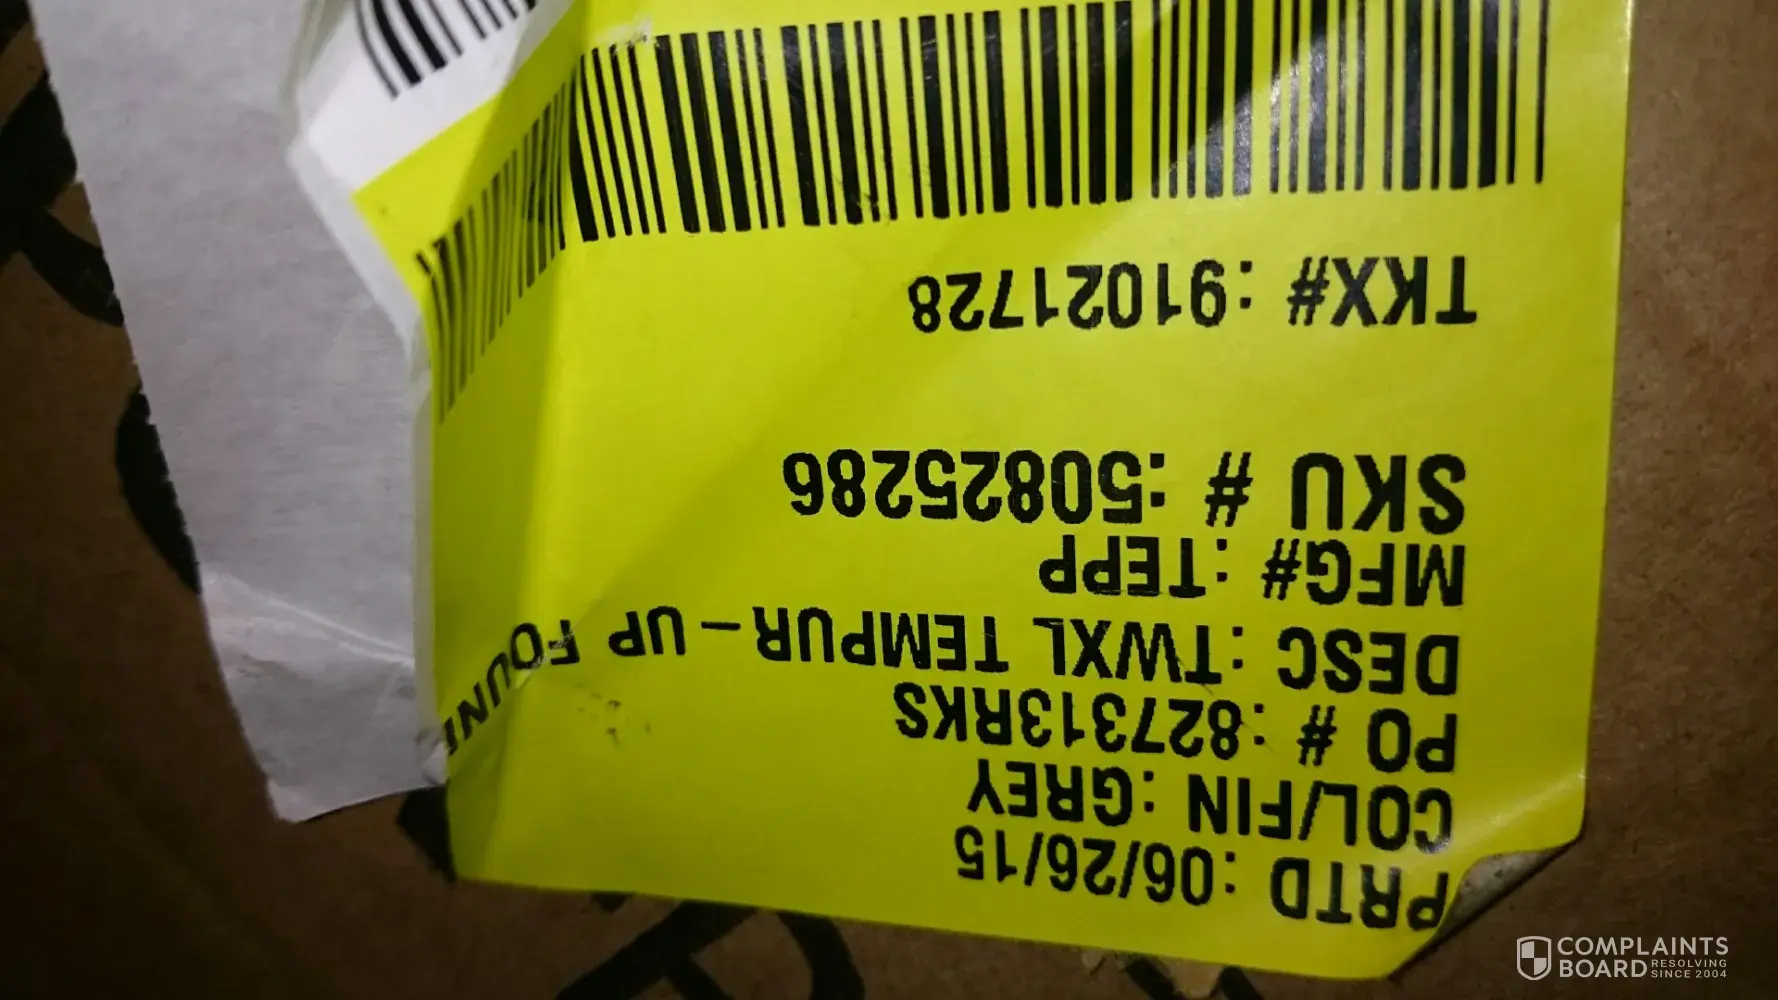 TKX# :91021728
SKU # :50825286
MFG# :TEPP
DESC :TWXL TEMPUR-UP FOUN
PO # :827313RKS
COL/FIN :GREY
PRTD :06/26/15
COMPLAINTS
BOARD RESOLVING
SINCE 2004